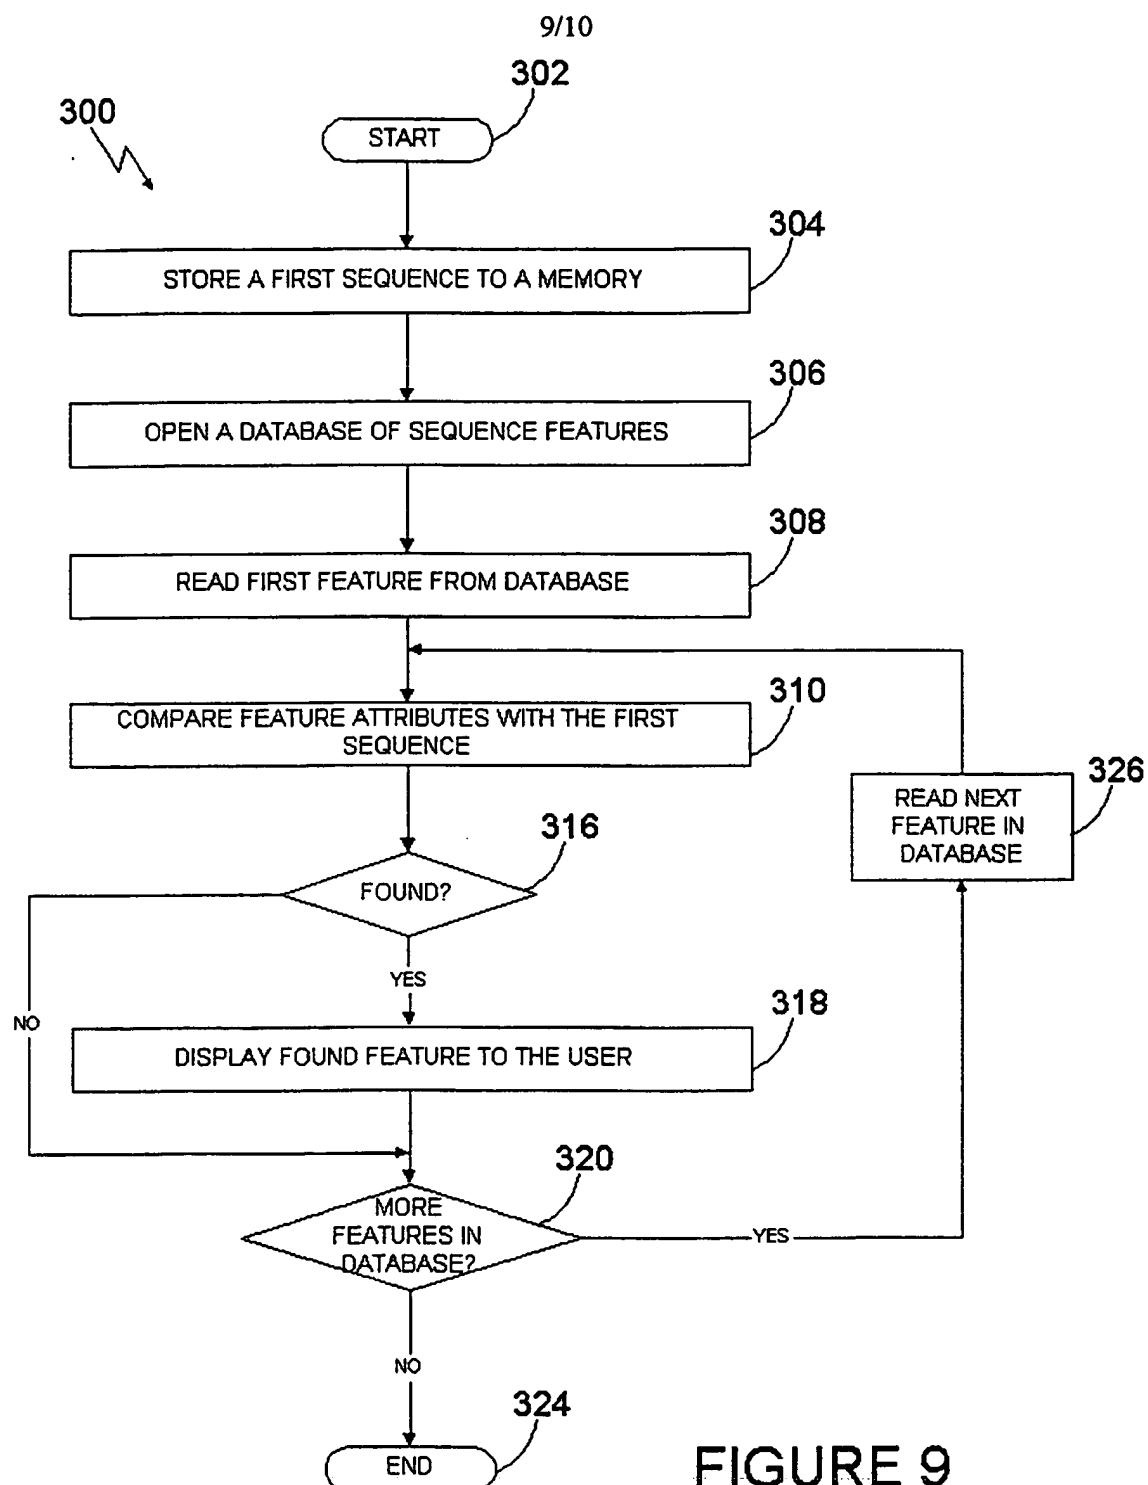 9/10
302
300
START
304
STORE A FIRST SEQUENCE TO A MEMORY
306
OPEN A DATABASE OF SEQUENCE FEATURES
308
READ FIRST FEATURE FROM DATABASE
310
COMPARE FEATURE ATTRIBUTES WITH THE FIRST
SEQUENCE
326
READ NEXT
FEATURE IN
DATABASE
316
FOUND?
YES
NO
318
DISPLAY FOUND FEATURE TO THE USER
320
MORE
FEATURES IN
DATABASE?
YES
NO
324
END
FIGURE 9